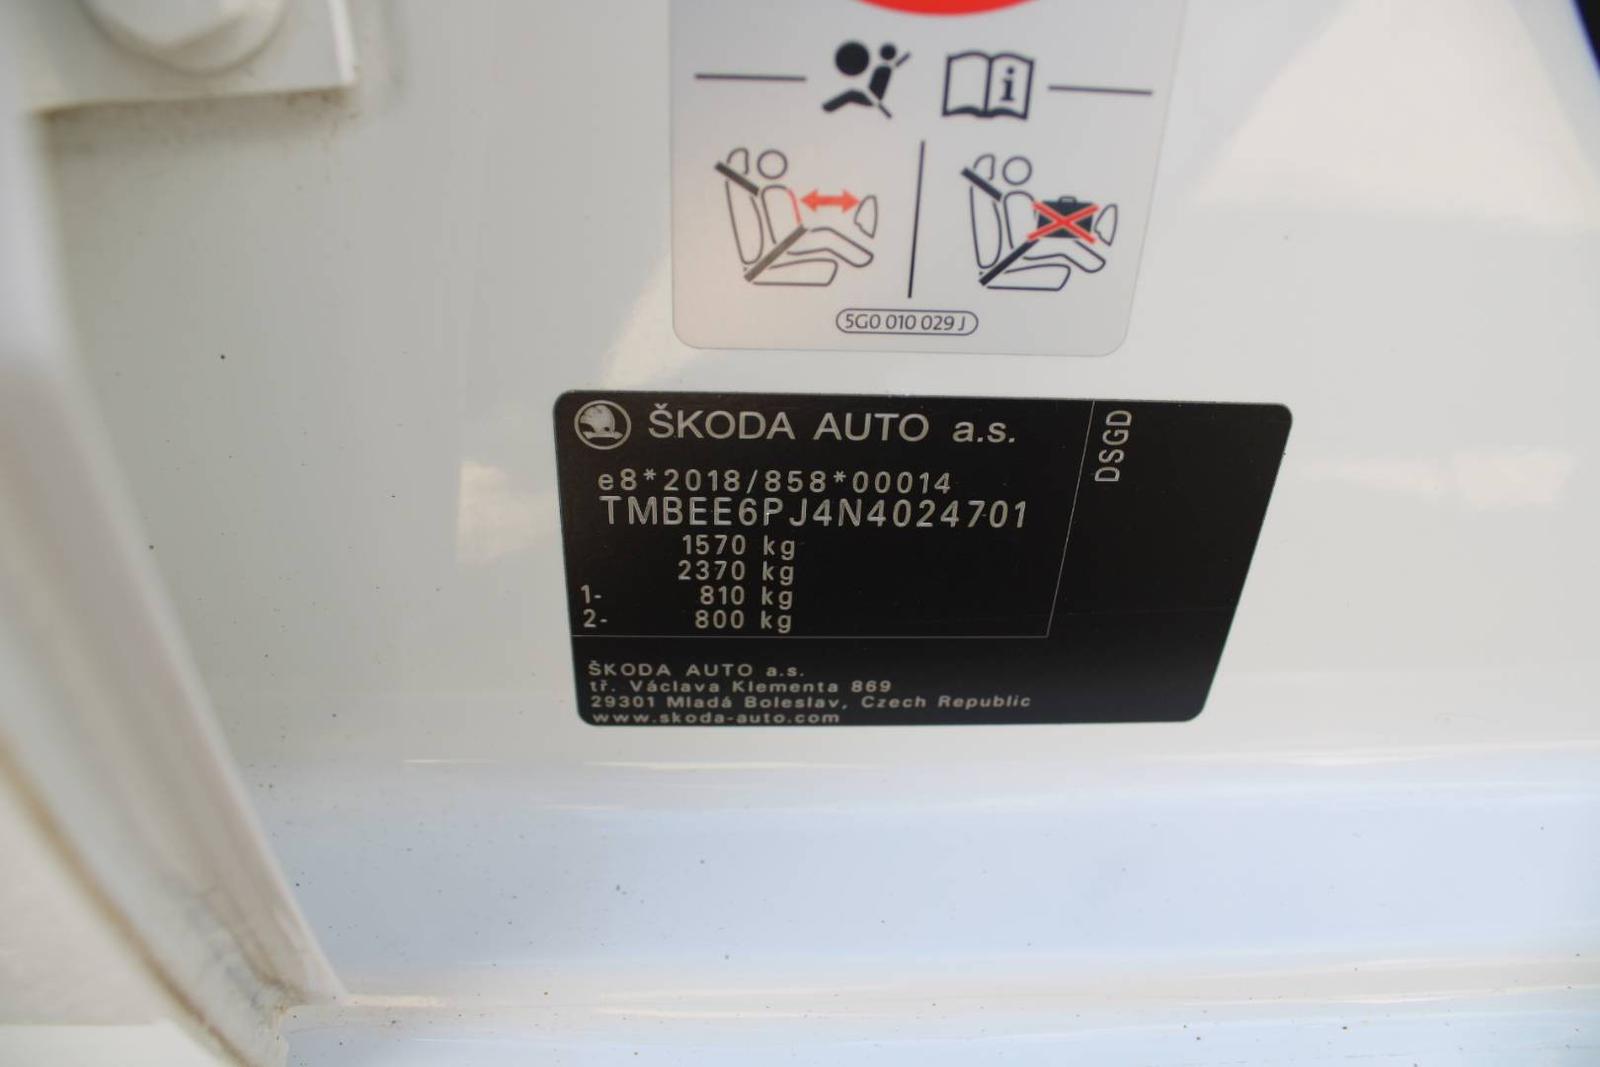 5G0 010 029 J
ŠKODA AUTO a.s.
DSGD
e8*2018/858*00014
TMBEE6PJ4N4024701
1570 kg
2370 kg
1- 810 kg
2- 800 kg
ŠKODA AUTO a.s.
tř. Václava Klementa 869
29301 Mladá Boleslav, Czech Republic
www.skoda-auto.com